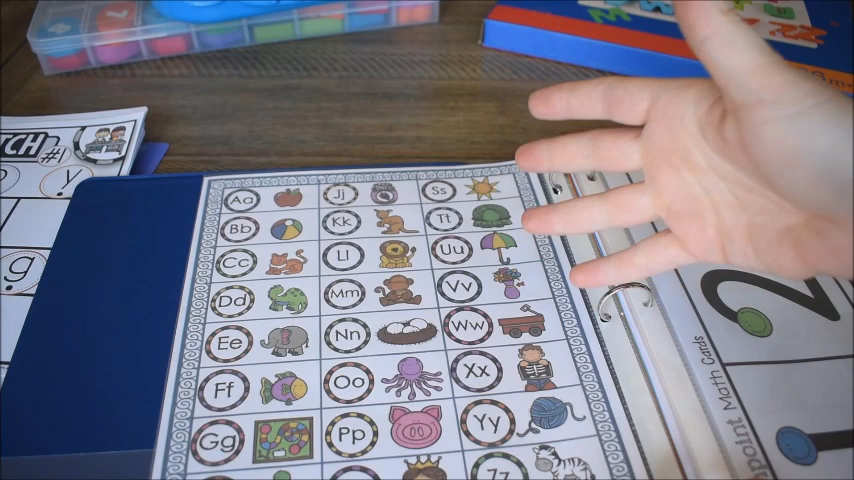 TCH
#1
y
g
Aa
Jj
JAM
Ss
Bb
Kk
Tt
Cc
Ll
Uu
Dd
Mm
Vv
Ee
Nn
Ww
Ff
Oo
Xx
Gg
Pp
Yy
Zz
2
point Math Cards